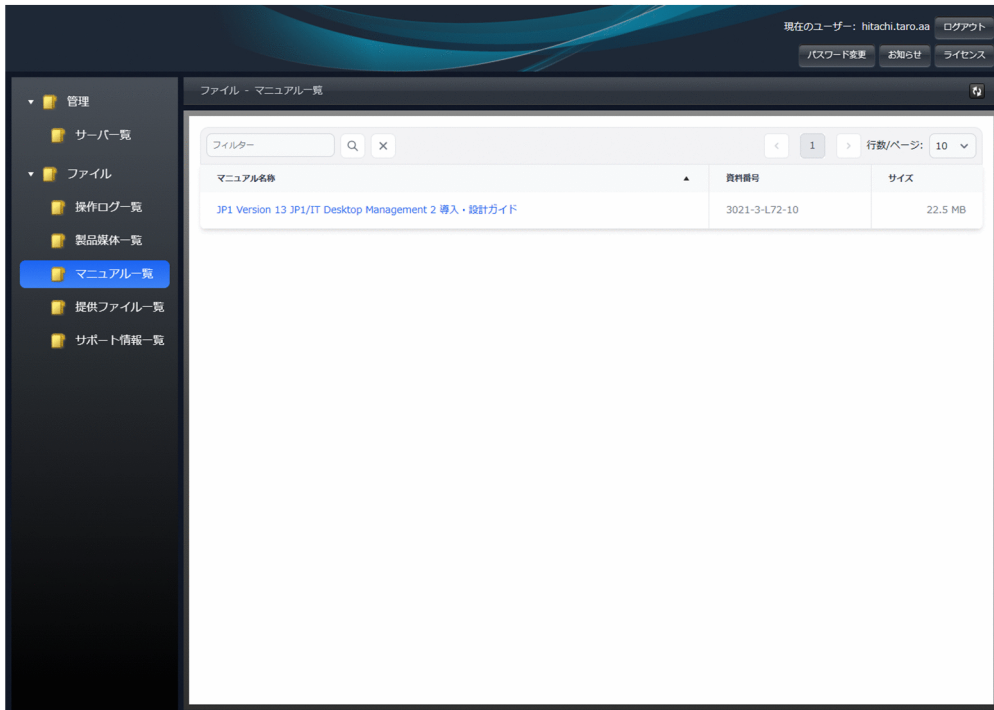 現在のユーザー: hitachi.taro.aa ログアウト
パスワード変更 お知らせ ライセンス
管理
サーバ一覧
ファイル
操作ログ一覧
製品媒体一覧
マニュアル一覧
提供ファイル一覧
サポート情報一覧
ファイル - マニュアル一覧
フィルター 1 行数/ページ: 10
マニュアル名称 資料番号 サイズ
JP1 Version 13 JP1/IT Desktop Management 2 導入・設計ガイド 3021-3-L72-10 22.5 MB